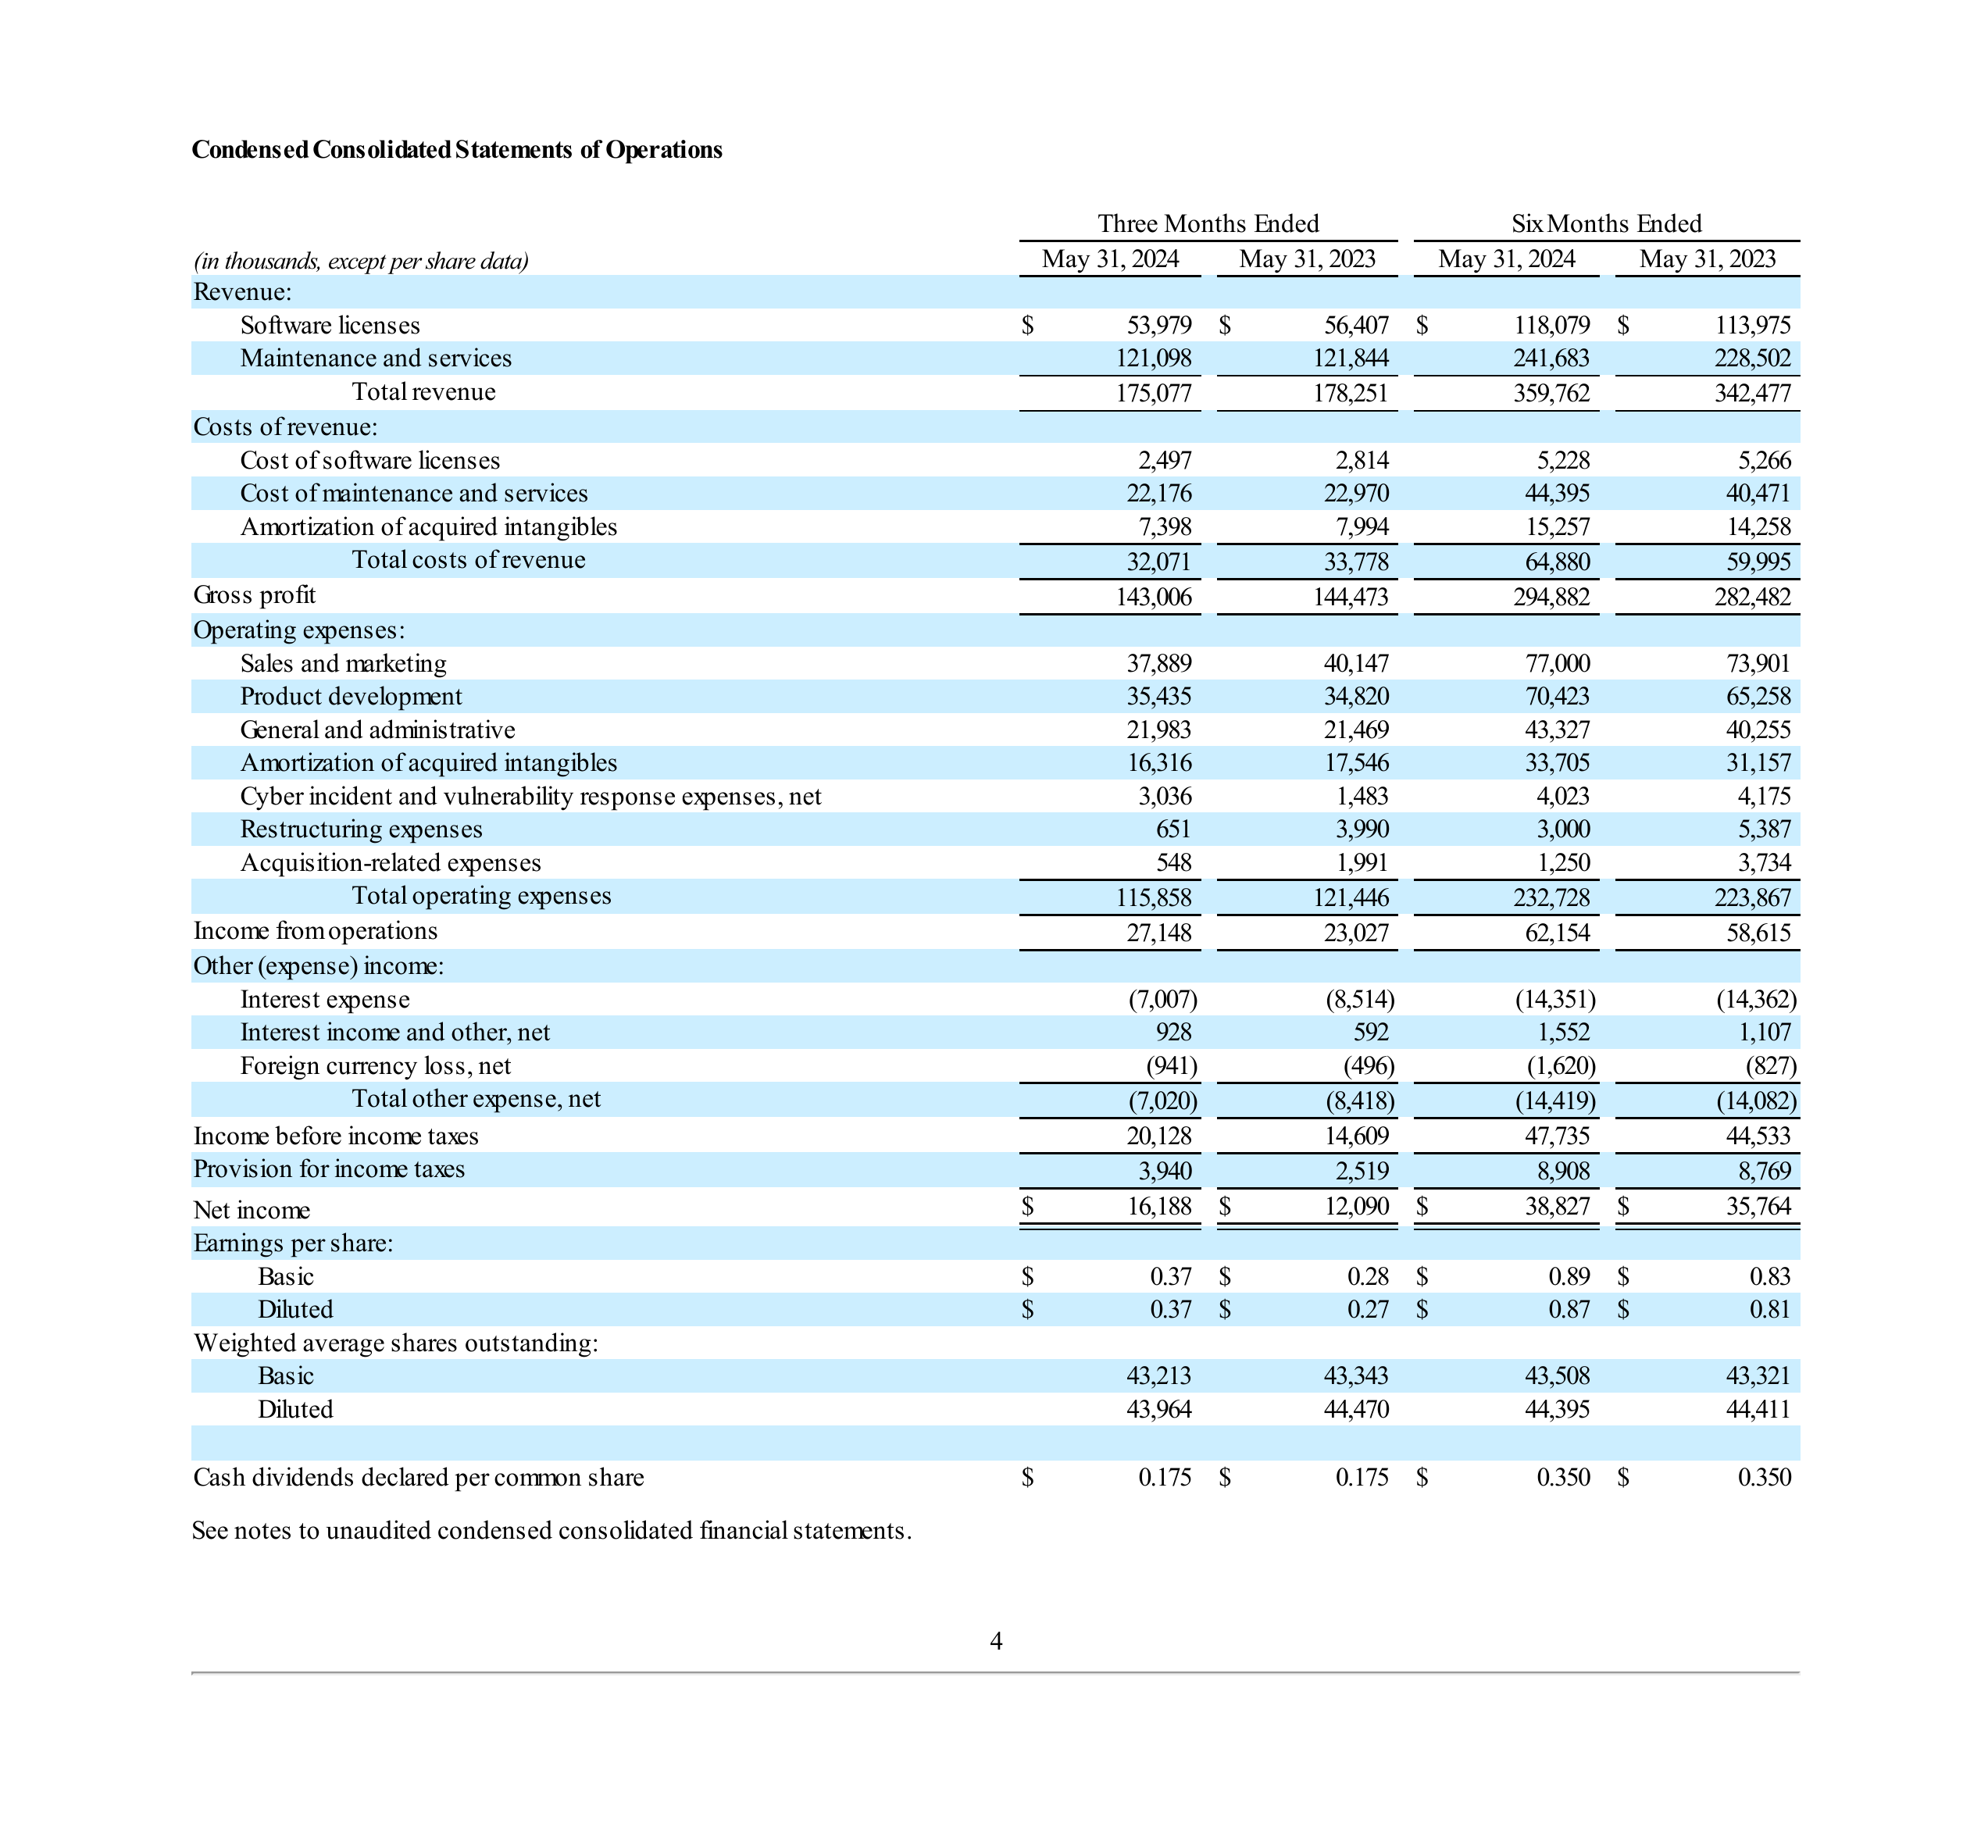 Condensed Consolidated Statements of Operations
Three Months Ended Six Months Ended
(in thousands, except per share data) May 31, 2024 May 31, 2023 May 31, 2024 May 31, 2023
Revenue:
Software licenses $ 53,979 $ 56,407 $ 118,079 $ 113,975
Maintenance and services 121,098 121,844 241,683 228,502
Total revenue 175,077 178,251 359,762 342,477
Costs of revenue:
Cost of software licenses 2,497 2,814 5,228 5,266
Cost of maintenance and services 22,176 22,970 44,395 40,471
Amortization of acquired intangibles 7,398 7,994 15,257 14,258
Total costs of revenue 32,071 33,778 64,880 59,995
Gross profit 143,006 144,473 294,882 282,482
Operating expenses:
Sales and marketing 37,889 40,147 77,000 73,901
Product development 35,435 34,820 70,423 65,258
General and administrative 21,983 21,469 43,327 40,255
Amortization of acquired intangibles 16,316 17,546 33,705 31,157
Cyber incident and vulnerability response expenses, net 3,036 1,483 4,023 4,175
Restructuring expenses 651 3,990 3,000 5,387
Acquisition-related expenses 548 1,991 1,250 3,734
Total operating expenses 115,858 121,446 232,728 223,867
Income from operations 27,148 23,027 62,154 58,615
Other (expense) income:
Interest expense (7,007) (8,514) (14,351) (14,362)
Interest income and other, net 928 592 1,552 1,107
Foreign currency loss, net (941) (496) (1,620) (827)
Total other expense, net (7,020) (8,418) (14,419) (14,082)
Income before income taxes 20,128 14,609 47,735 44,533
Provision for income taxes 3,940 2,519 8,908 8,769
Net income $ 16,188 $ 12,090 $ 38,827 $ 35,764
Earnings per share:
Basic $ 0.37 $ 0.28 $ 0.89 $ 0.83
Diluted $ 0.37 $ 0.27 $ 0.87 $ 0.81
Weighted average shares outstanding:
Basic 43,213 43,343 43,508 43,321
Diluted 43,964 44,470 44,395 44,411
Cash dividends declared per common share $ 0.175 $ 0.175 $ 0.350 $ 0.350
See notes to unaudited condensed consolidated financial statements.
4